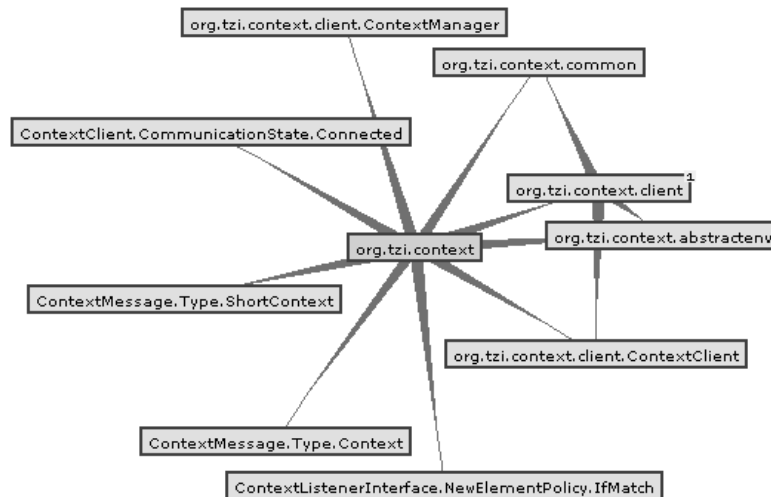 org.tzi.context.client.ContextManager
org.tzi.context.common
ContextClient.CommunicationState.Connected
1
org.tzi.context.client
org.tzi.context.abstractenv
org.tzi.context
ContextMessage.Type.ShortContext
org.tzi.context.client.ContextClient
ContextMessage.Type.Context
ContextListenerInterface.NewElementPolicy.IfMatch